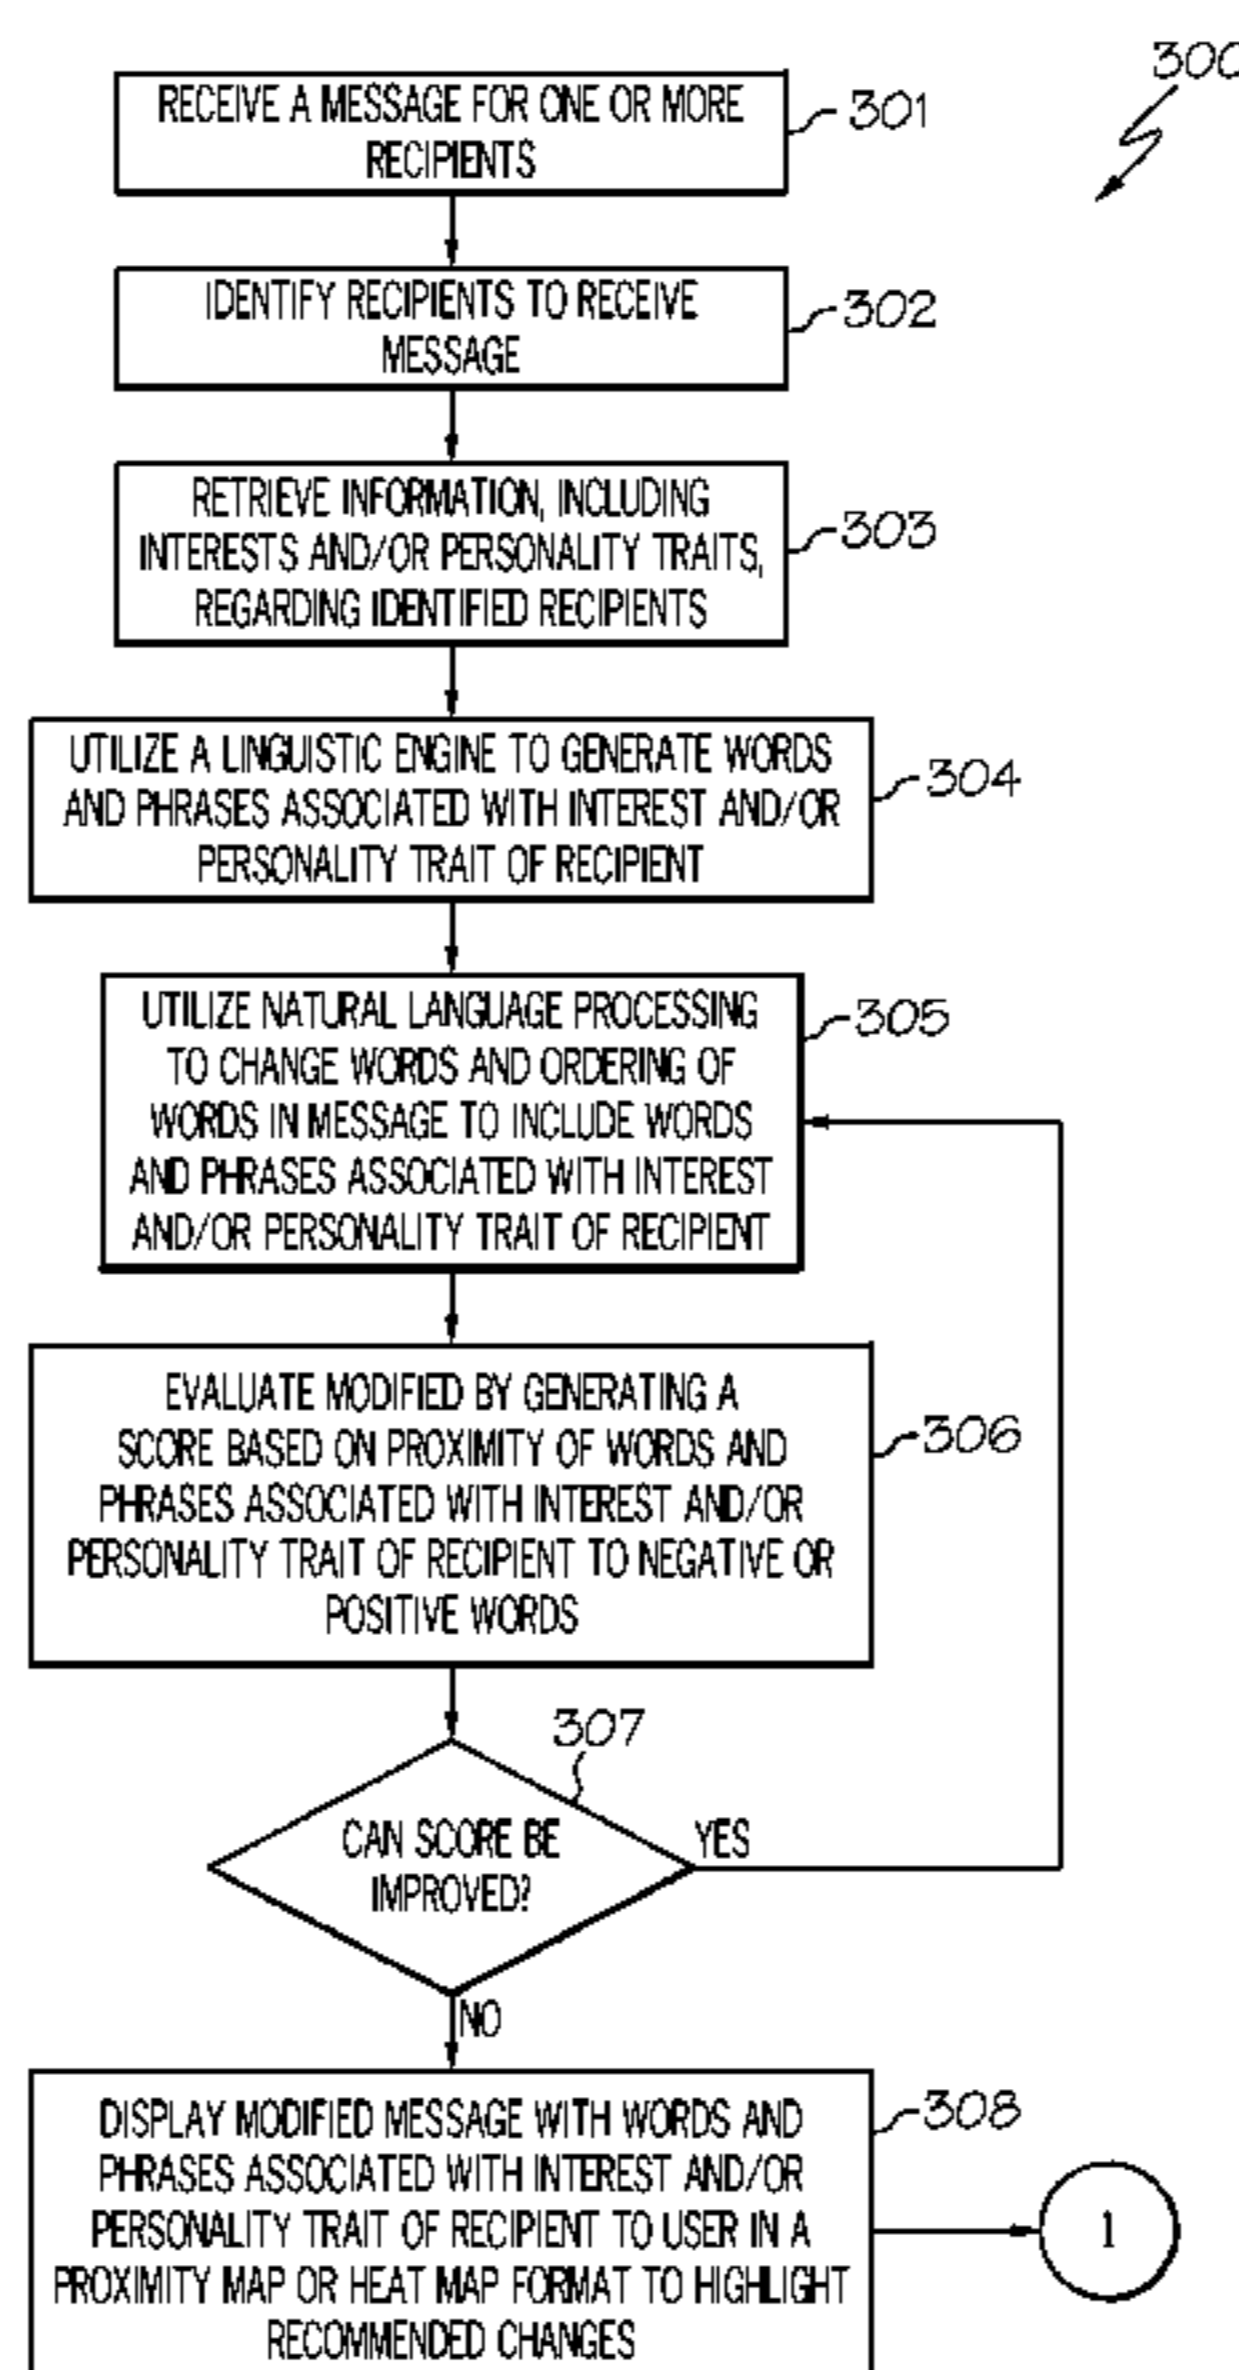 300
RECEIVE A MESSAGE FOR ONE OR MORE
RECIPIENTS
301
IDENTIFY RECIPIENTS TO RECEIVE
MESSAGE
302
RETRIEVE INFORMATION, INCLUDING
INTERESTS AND/OR PERSONALITY TRAITS,
REGARDING IDENTIFIED RECIPIENTS
303
UTILIZE A LINGUISTIC ENGINE TO GENERATE WORDS
AND PHRASES ASSOCIATED WITH INTEREST AND/OR
PERSONALITY TRAIT OF RECIPIENT
304
UTILIZE NATURAL LANGUAGE PROCESSING
TO CHANGE WORDS AND ORDERING OF
WORDS IN MESSAGE TO INCLUDE WORDS
AND PHRASES ASSOCIATED WITH INTEREST
AND/OR PERSONALITY TRAIT OF RECIPIENT
305
EVALUATE MODIFIED BY GENERATING A
SCORE BASED ON PROXIMITY OF WORDS AND
PHRASES ASSOCIATED WITH INTEREST AND/OR
PERSONALITY TRAIT OF RECIPIENT TO NEGATIVE OR
POSITIVE WORDS
306
307
CAN SCORE BE
IMPROVED?
YES
NO
DISPLAY MODIFIED MESSAGE WITH WORDS AND
PHRASES ASSOCIATED WITH INTEREST AND/OR
PERSONALITY TRAIT OF RECIPIENT TO USER IN A
PROXIMITY MAP OR HEAT MAP FORMAT TO HIGHLIGHT
RECOMMENDED CHANGES
308
1